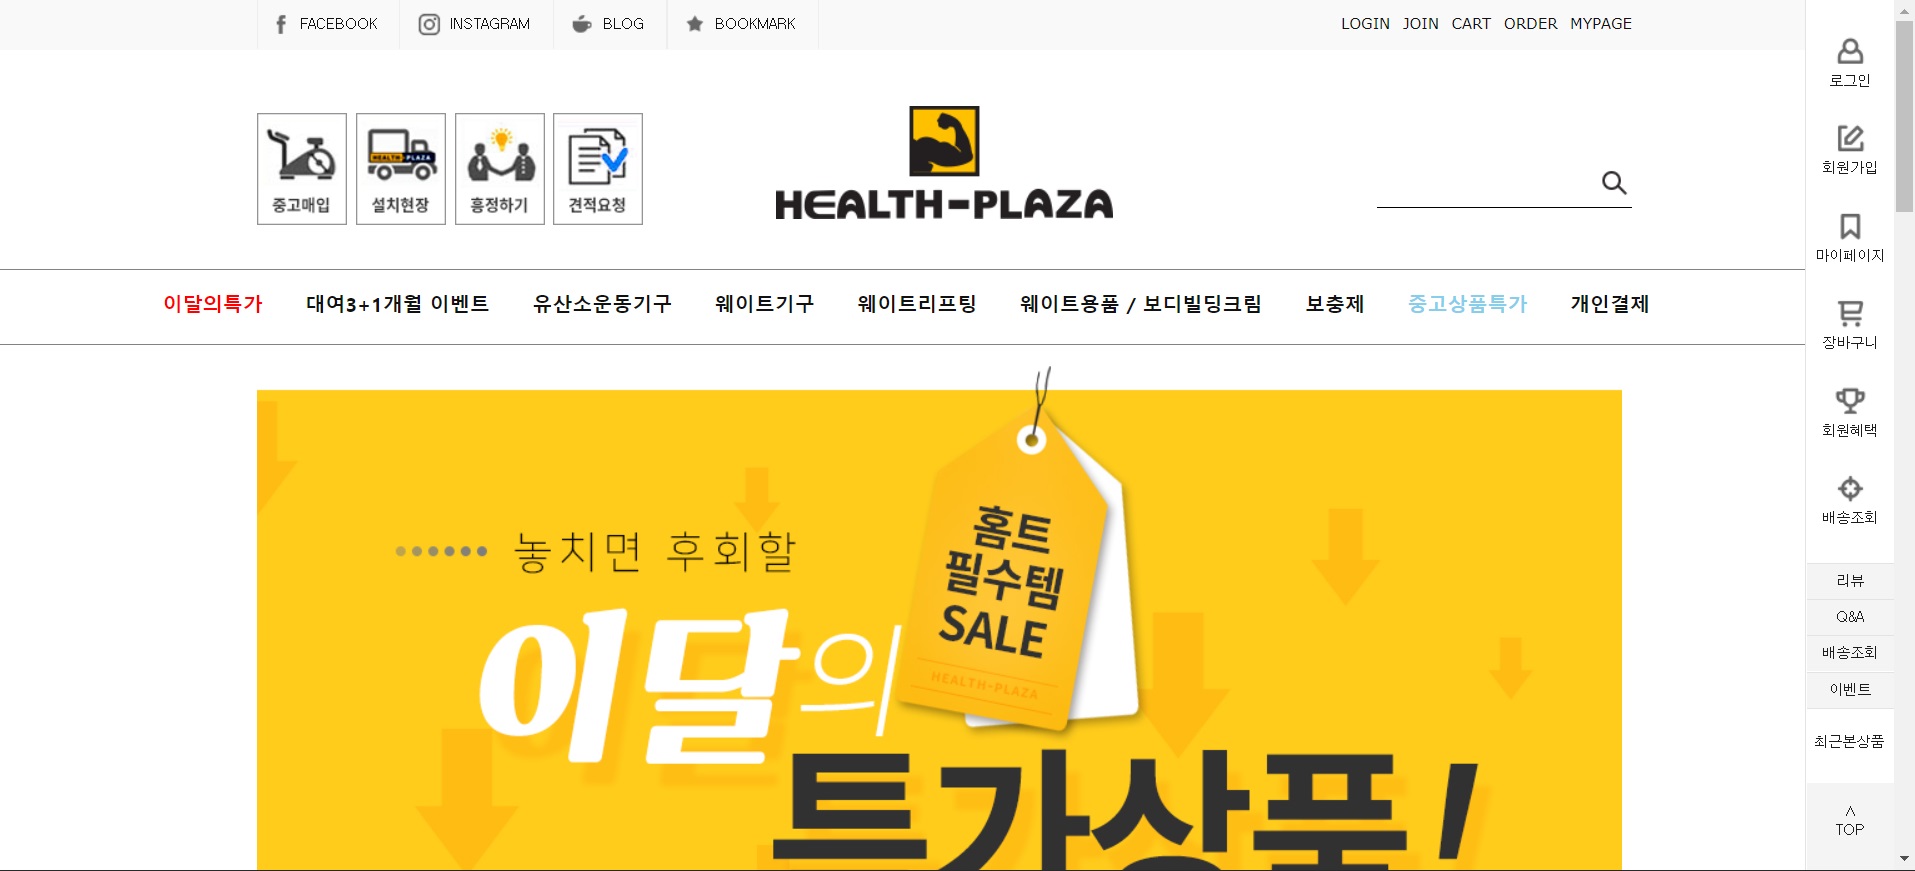 FACEBOOK INSTAGRAM BLOG BOOKMARK LOGIN JOIN CART ORDER MYPAGE
중고매입 설치현장 흥정하기 견적요청
HEALTH-PLAZA
HEALTH-PLAZA
이달의특가 대여3+1개월 이벤트 유산소운동기구 웨이트기구 웨이트리프팅 웨이트용품 / 보디빌딩크림 보충제 중고상품특가 개인결제
놓치면 후회할
이달의
특가상품!
홈트
필수템
SALE
HEALTH-PLAZA
로그인
회원가입
마이페이지
장바구니
회원혜택
배송조회
리뷰
Q&A
배송조회
이벤트
최근본상품
TOP